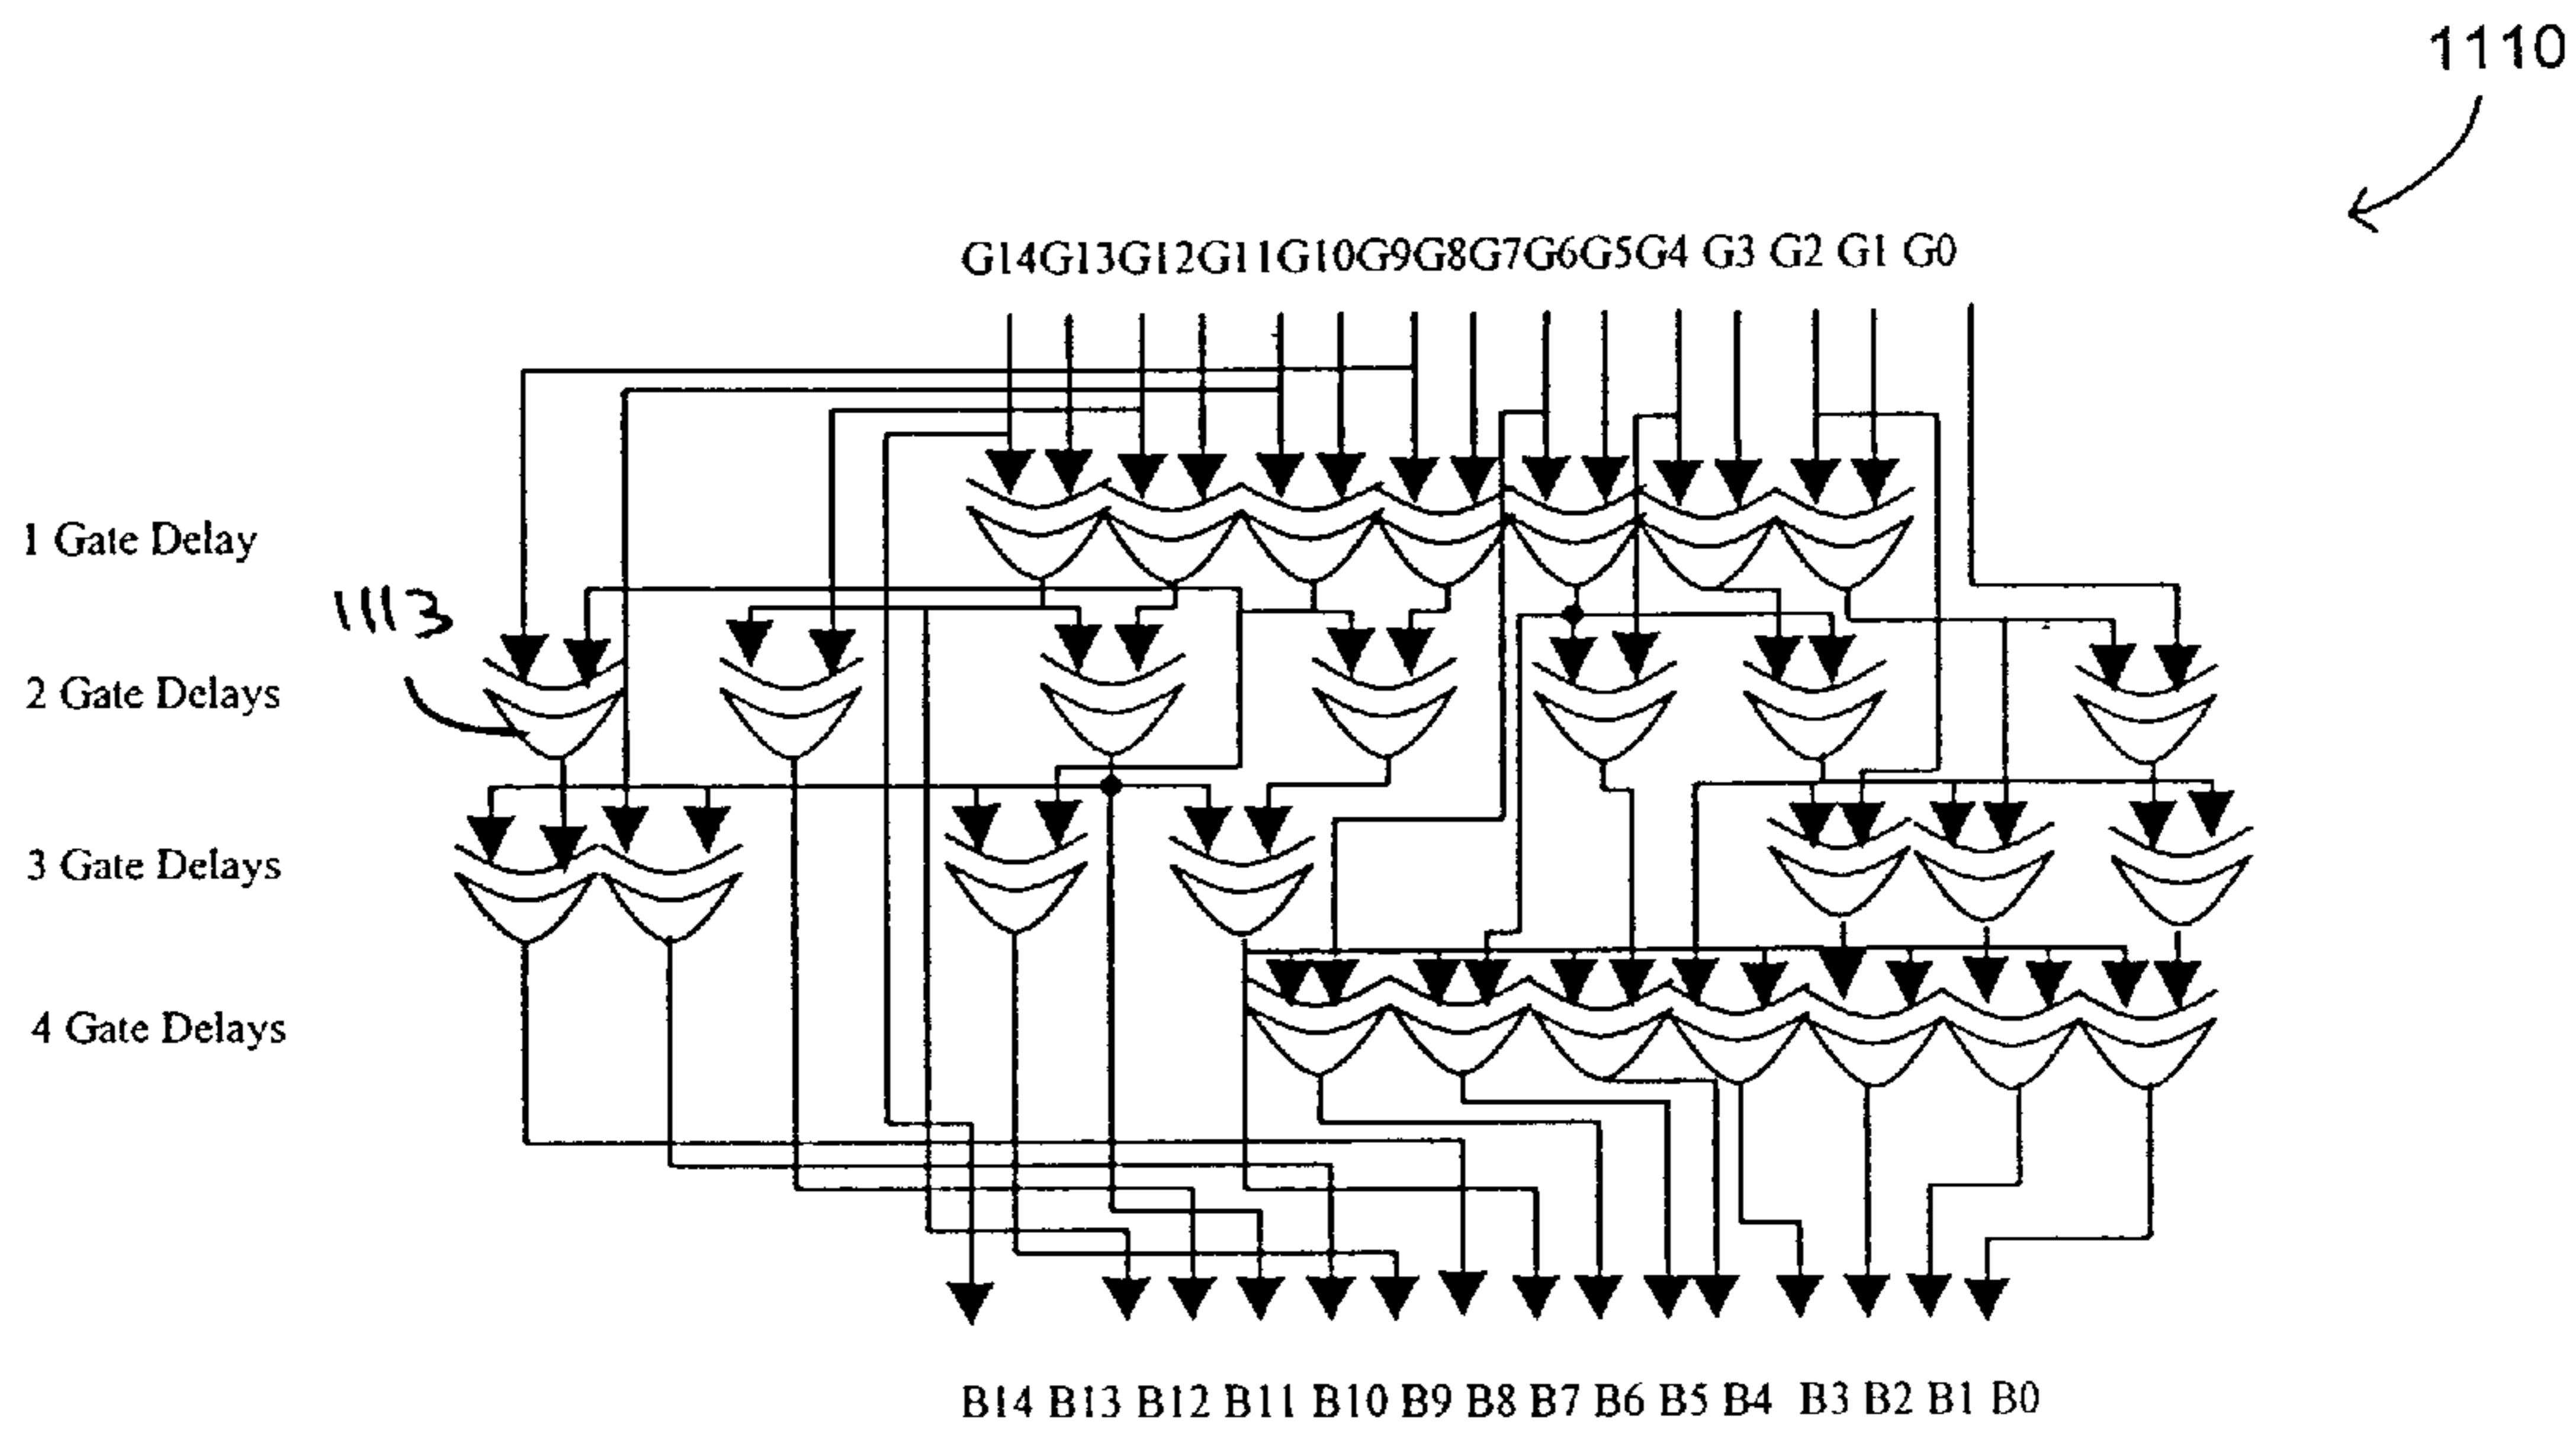 1110
G14G13G12G11G10G9G8G7G6G5G4 G3 G2 G1 G0
1 Gate Delay
1113
2 Gate Delays
3 Gate Delays
4 Gate Delays
B14 B13 B12 B11 B10 B9 B8 B7 B6 B5 B4 B3 B2 B1 B0